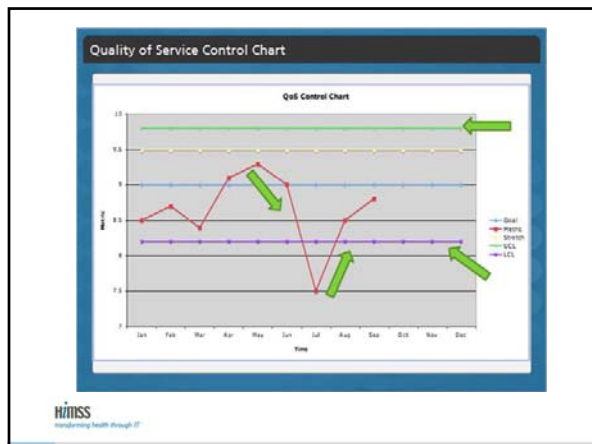 Quality of Service Control Chart
QoS Control Chart
10
9.5
9
8.5
8
7.5
7
Metric
Goal
Metric
Stretch
UCL
LCL
Jan Feb Mar Apr May Jun Jul Aug Sep Oct Nov Dec
Time
HiMSS
transforming health through IT